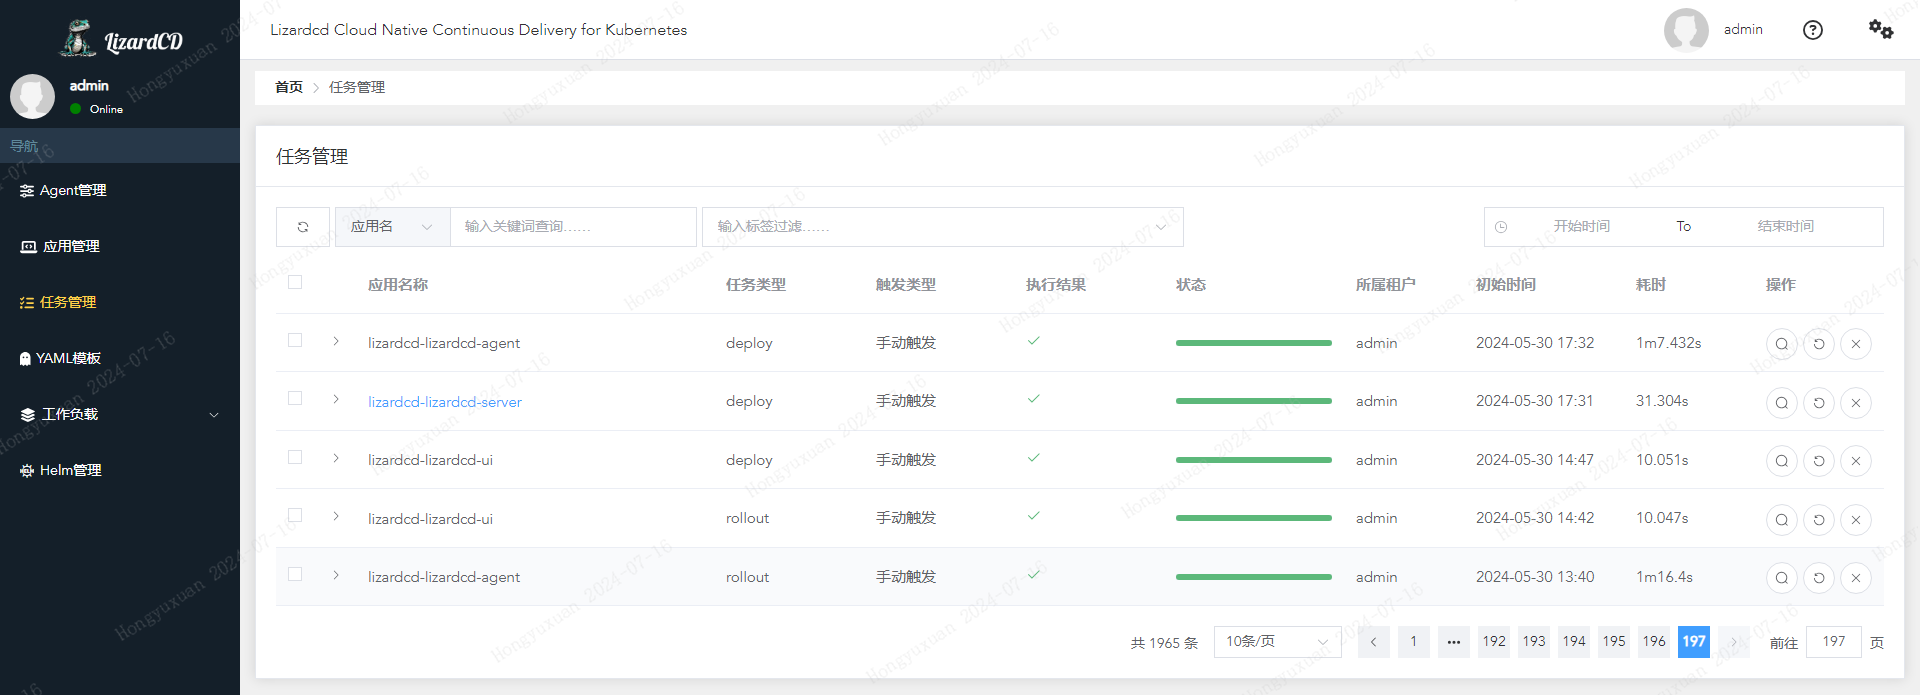 LizardCD
Lizardcd Cloud Native Continuous Delivery for Kubernetes
admin
admin
Online
首页 > 任务管理
导航
Agent管理
应用管理
任务管理
YAML模板
工作负载
Helm管理
任务管理
应用名 输入关键词查询...... 输入标签过滤...... 开始时间 To 结束时间
应用名称 任务类型 触发类型 执行结果 状态 所属租户 初始时间 耗时 操作
lizardcd-lizardcd-agent deploy 手动触发 admin 2024-05-30 17:32 1m7.432s
lizardcd-lizardcd-server deploy 手动触发 admin 2024-05-30 17:31 31.304s
lizardcd-lizardcd-ui deploy 手动触发 admin 2024-05-30 14:47 10.051s
lizardcd-lizardcd-ui rollout 手动触发 admin 2024-05-30 14:42 10.047s
lizardcd-lizardcd-agent rollout 手动触发 admin 2024-05-30 13:40 1m16.4s
共 1965 条 10条/页 < 1 ••• 192 193 194 195 196 197 > 前往 197 页
Hongyuxuan 2024-07-16